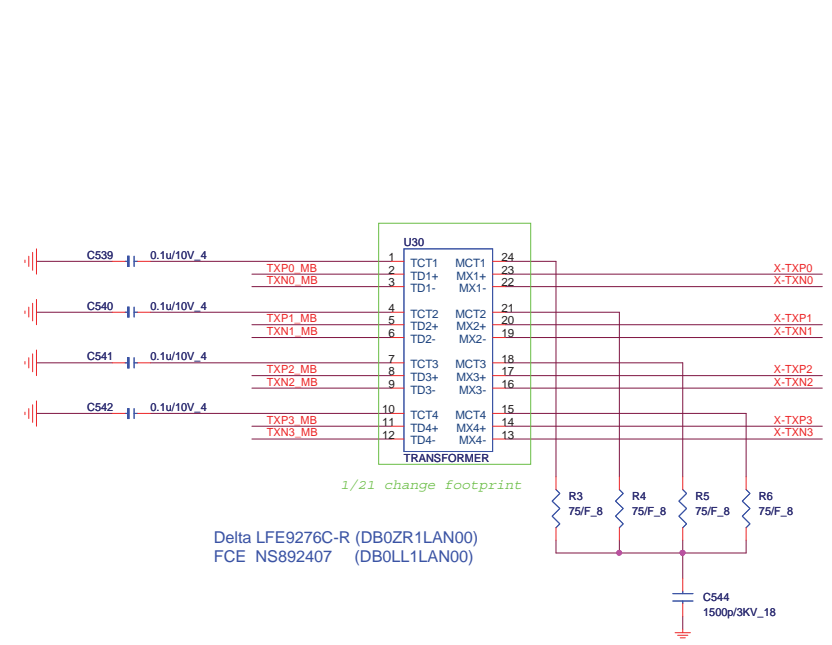 U30
C539 0.1u/10V_4 1 TCT1 MCT1 24
TXP0_MB 2 TD1+ MX1+ 23 X-TXP0
TXN0_MB 3 TD1- MX1- 22 X-TXN0
C540 0.1u/10V_4 4 TCT2 MCT2 21
TXP1_MB 5 TD2+ MX2+ 20 X-TXP1
TXN1_MB 6 TD2- MX2- 19 X-TXN1
C541 0.1u/10V_4 7 TCT3 MCT3 18
TXP2_MB 8 TD3+ MX3+ 17 X-TXP2
TXN2_MB 9 TD3- MX3- 16 X-TXN2
C542 0.1u/10V_4 10 TCT4 MCT4 15
TXP3_MB 11 TD4+ MX4+ 14 X-TXP3
TXN3_MB 12 TD4- MX4- 13 X-TXN3
TRANSFORMER
1/21 change footprint
R3 R4 R5 R6
75/F_8 75/F_8 75/F_8 75/F_8
Delta LFE9276C-R (DB0ZR1LAN00)
FCE NS892407 (DB0LL1LAN00)
C544
1500p/3KV_18